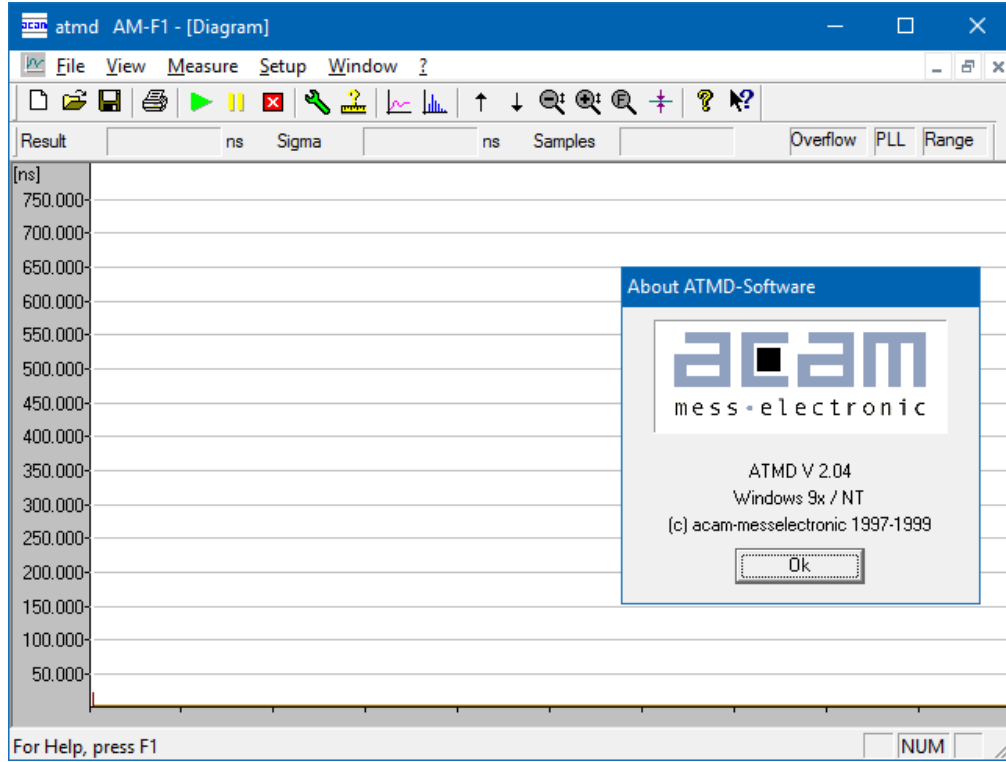 acam atmd AM-F1 - [Diagram]
File View Measure Setup Window ?
Result ns Sigma ns Samples Overflow PLL Range
[ns]
750.000
700.000
650.000
600.000
550.000
500.000
450.000
400.000
350.000
300.000
250.000
200.000
150.000
100.000
50.000
About ATMD-Software
acam
mess-electronic
ATMD V 2.04
Windows 9x / NT
(c) acam-messelectronic 1997-1999
Ok
For Help, press F1 NUM